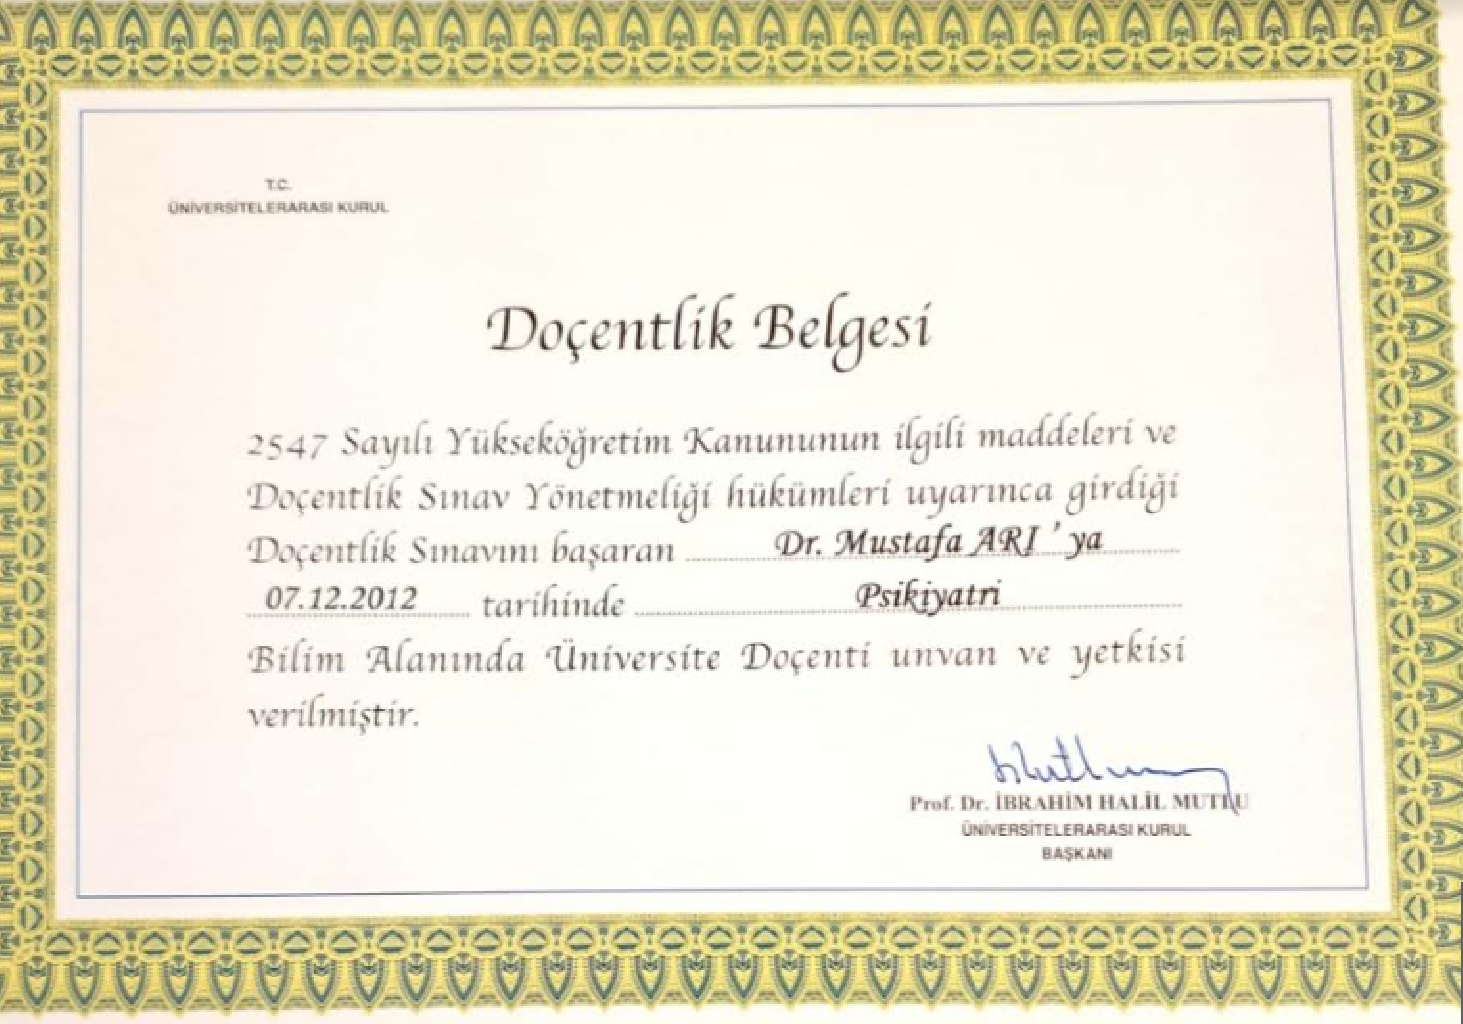 T.C.
ÜNİVERSİTELERARASI KURUL
Doçentlik Belgesi
2547 Sayılı Yükseköğretim Kanununun ilgili maddeleri ve
Doçentlik Sınav Yönetmeliği hükümleri uyarınca girdiği
Doçentlik Sınavını başaran Dr. Mustafa ARI ' ya
07.12.2012 tarihinde Psikiyatri
Bilim Alanında Üniversite Doçenti unvan ve yetkisi
verilmiştir.
Prof. Dr. İBRAHİM HALİL MUTLU
ÜNİVERSİTELERARASI KURUL
BAŞKANI